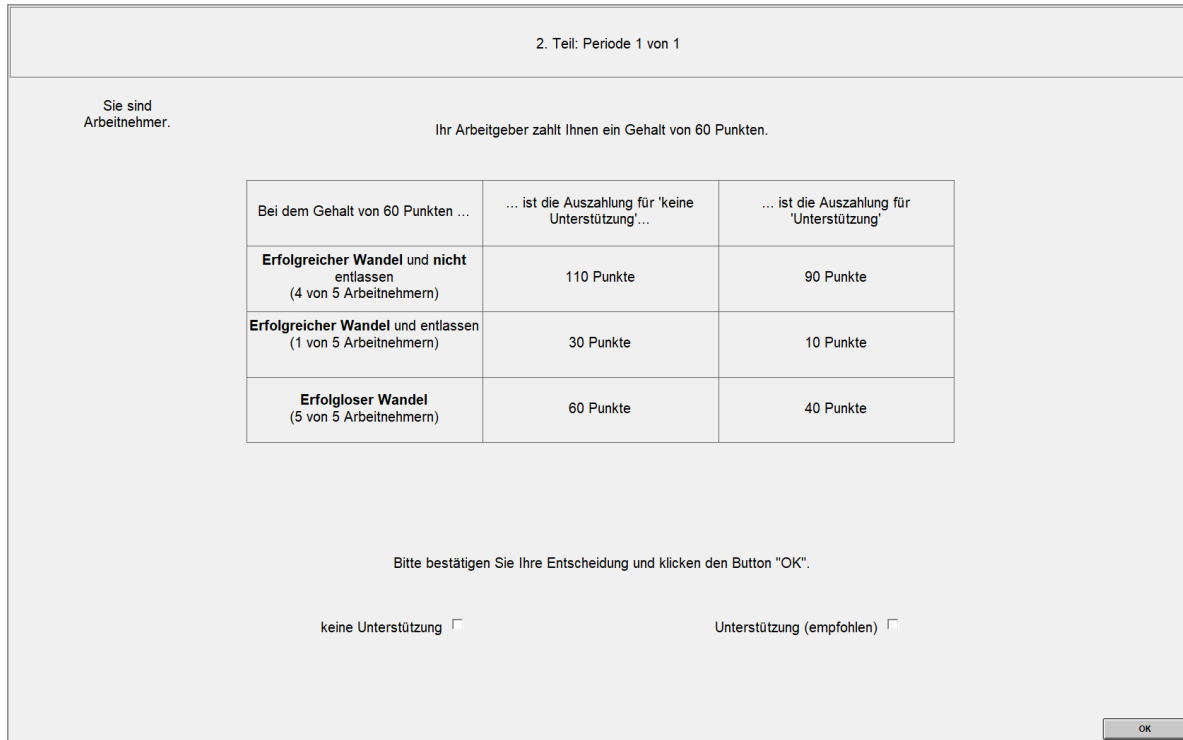 2. Teil: Periode 1 von 1
Sie sind
Arbeitnehmer.
Ihr Arbeitgeber zahlt Ihnen ein Gehalt von 60 Punkten.
Bei dem Gehalt von 60 Punkten ...
... ist die Auszahlung für 'keine
Unterstützung'...
... ist die Auszahlung für
'Unterstützung'
Erfolgreicher Wandel und nicht
entlassen
(4 von 5 Arbeitnehmern)
110 Punkte
90 Punkte
Erfolgreicher Wandel und entlassen
(1 von 5 Arbeitnehmern)
30 Punkte
10 Punkte
Erfolgloser Wandel
(5 von 5 Arbeitnehmern)
60 Punkte
40 Punkte
Bitte bestätigen Sie Ihre Entscheidung und klicken den Button "OK".
keine Unterstützung
Unterstützung (empfohlen)
OK